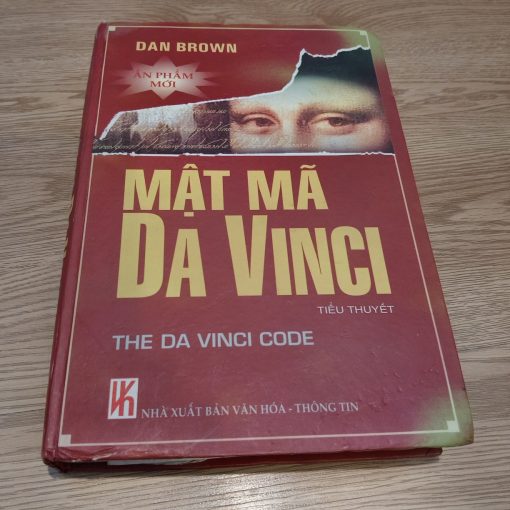 DAN BROWN
ẤN PHẨM
MỚI
MẬT MÃ
DA VINCI
TIỂU THUYẾT
THE DA VINCI CODE
NHÀ XUẤT BẢN VĂN HÓA - THÔNG TIN